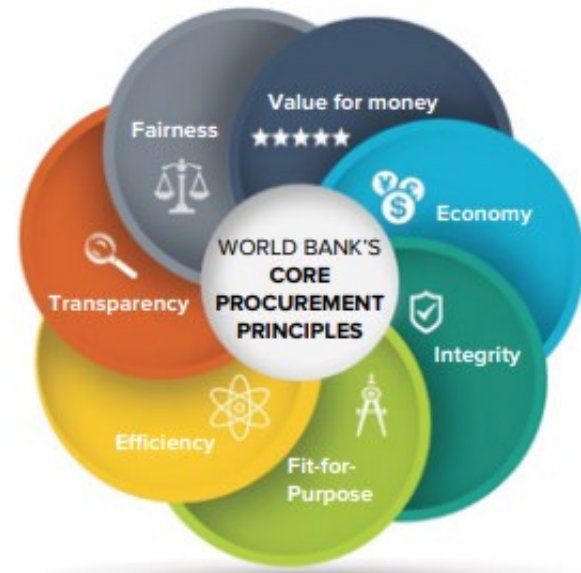 WORLD BANK'S
CORE
PROCUREMENT
PRINCIPLES
Value for money
Economy
Integrity
Fit-for-
Purpose
Efficiency
Transparency
Fairness
¥
€
$